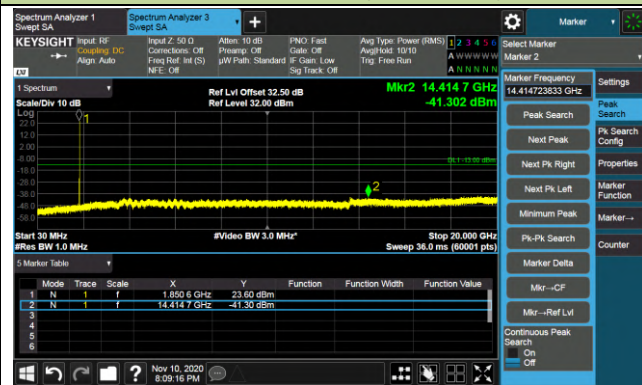 Spectrum Analyzer 1
Swept SA
Spectrum Analyzer 3
Swept SA
Marker
KEYSIGHT
Input: RF
Coupling: DC
Align: Auto
Input Z: 50 Ω
Corrections: Off
Freq Ref: Int (S)
NFE: Off
Atten: 10 dB
Preamp: Off
µW Path: Standard
PNO: Fast
Gate: Off
IF Gain: Low
Sig Track: Off
Avg Type: Power (RMS)
Avg|Hold: 10/10
Trig: Free Run
1 2 3 4 5 6
A W W W W W
A N N N N N
LXI
Select Marker
Marker 2
1 Spectrum
Scale/Div 10 dB
Log
Ref Lvl Offset 32.50 dB
Ref Level 32.00 dBm
Mkr2 14.414 7 GHz
-41.302 dBm
22.0
12.0
2.00
-8.00
-18.0
-28.0
-38.0
-48.0
-58.0
1
2
DL1 -13.00 dBm
Start 30 MHz
#Res BW 1.0 MHz
#Video BW 3.0 MHz*
Stop 20.000 GHz
Sweep 36.0 ms (60001 pts)
5 Marker Table
Mode Trace Scale X Y Function Function Width Function Value
1 N 1 f 1.850 6 GHz 23.60 dBm
2 N 1 f 14.414 7 GHz -41.30 dBm
3
4
5
6
Marker Frequency
14.414723833 GHz
Peak Search
Next Peak
Next Pk Right
Next Pk Left
Minimum Peak
Pk-Pk Search
Marker Delta
Mkr→CF
Mkr→Ref Lvl
Continuous Peak
Search
On
Off
Settings
Peak
Search
Pk Search
Config
Properties
Marker
Function
Marker→
Counter
?
Nov 10, 2020
8:09:16 PM